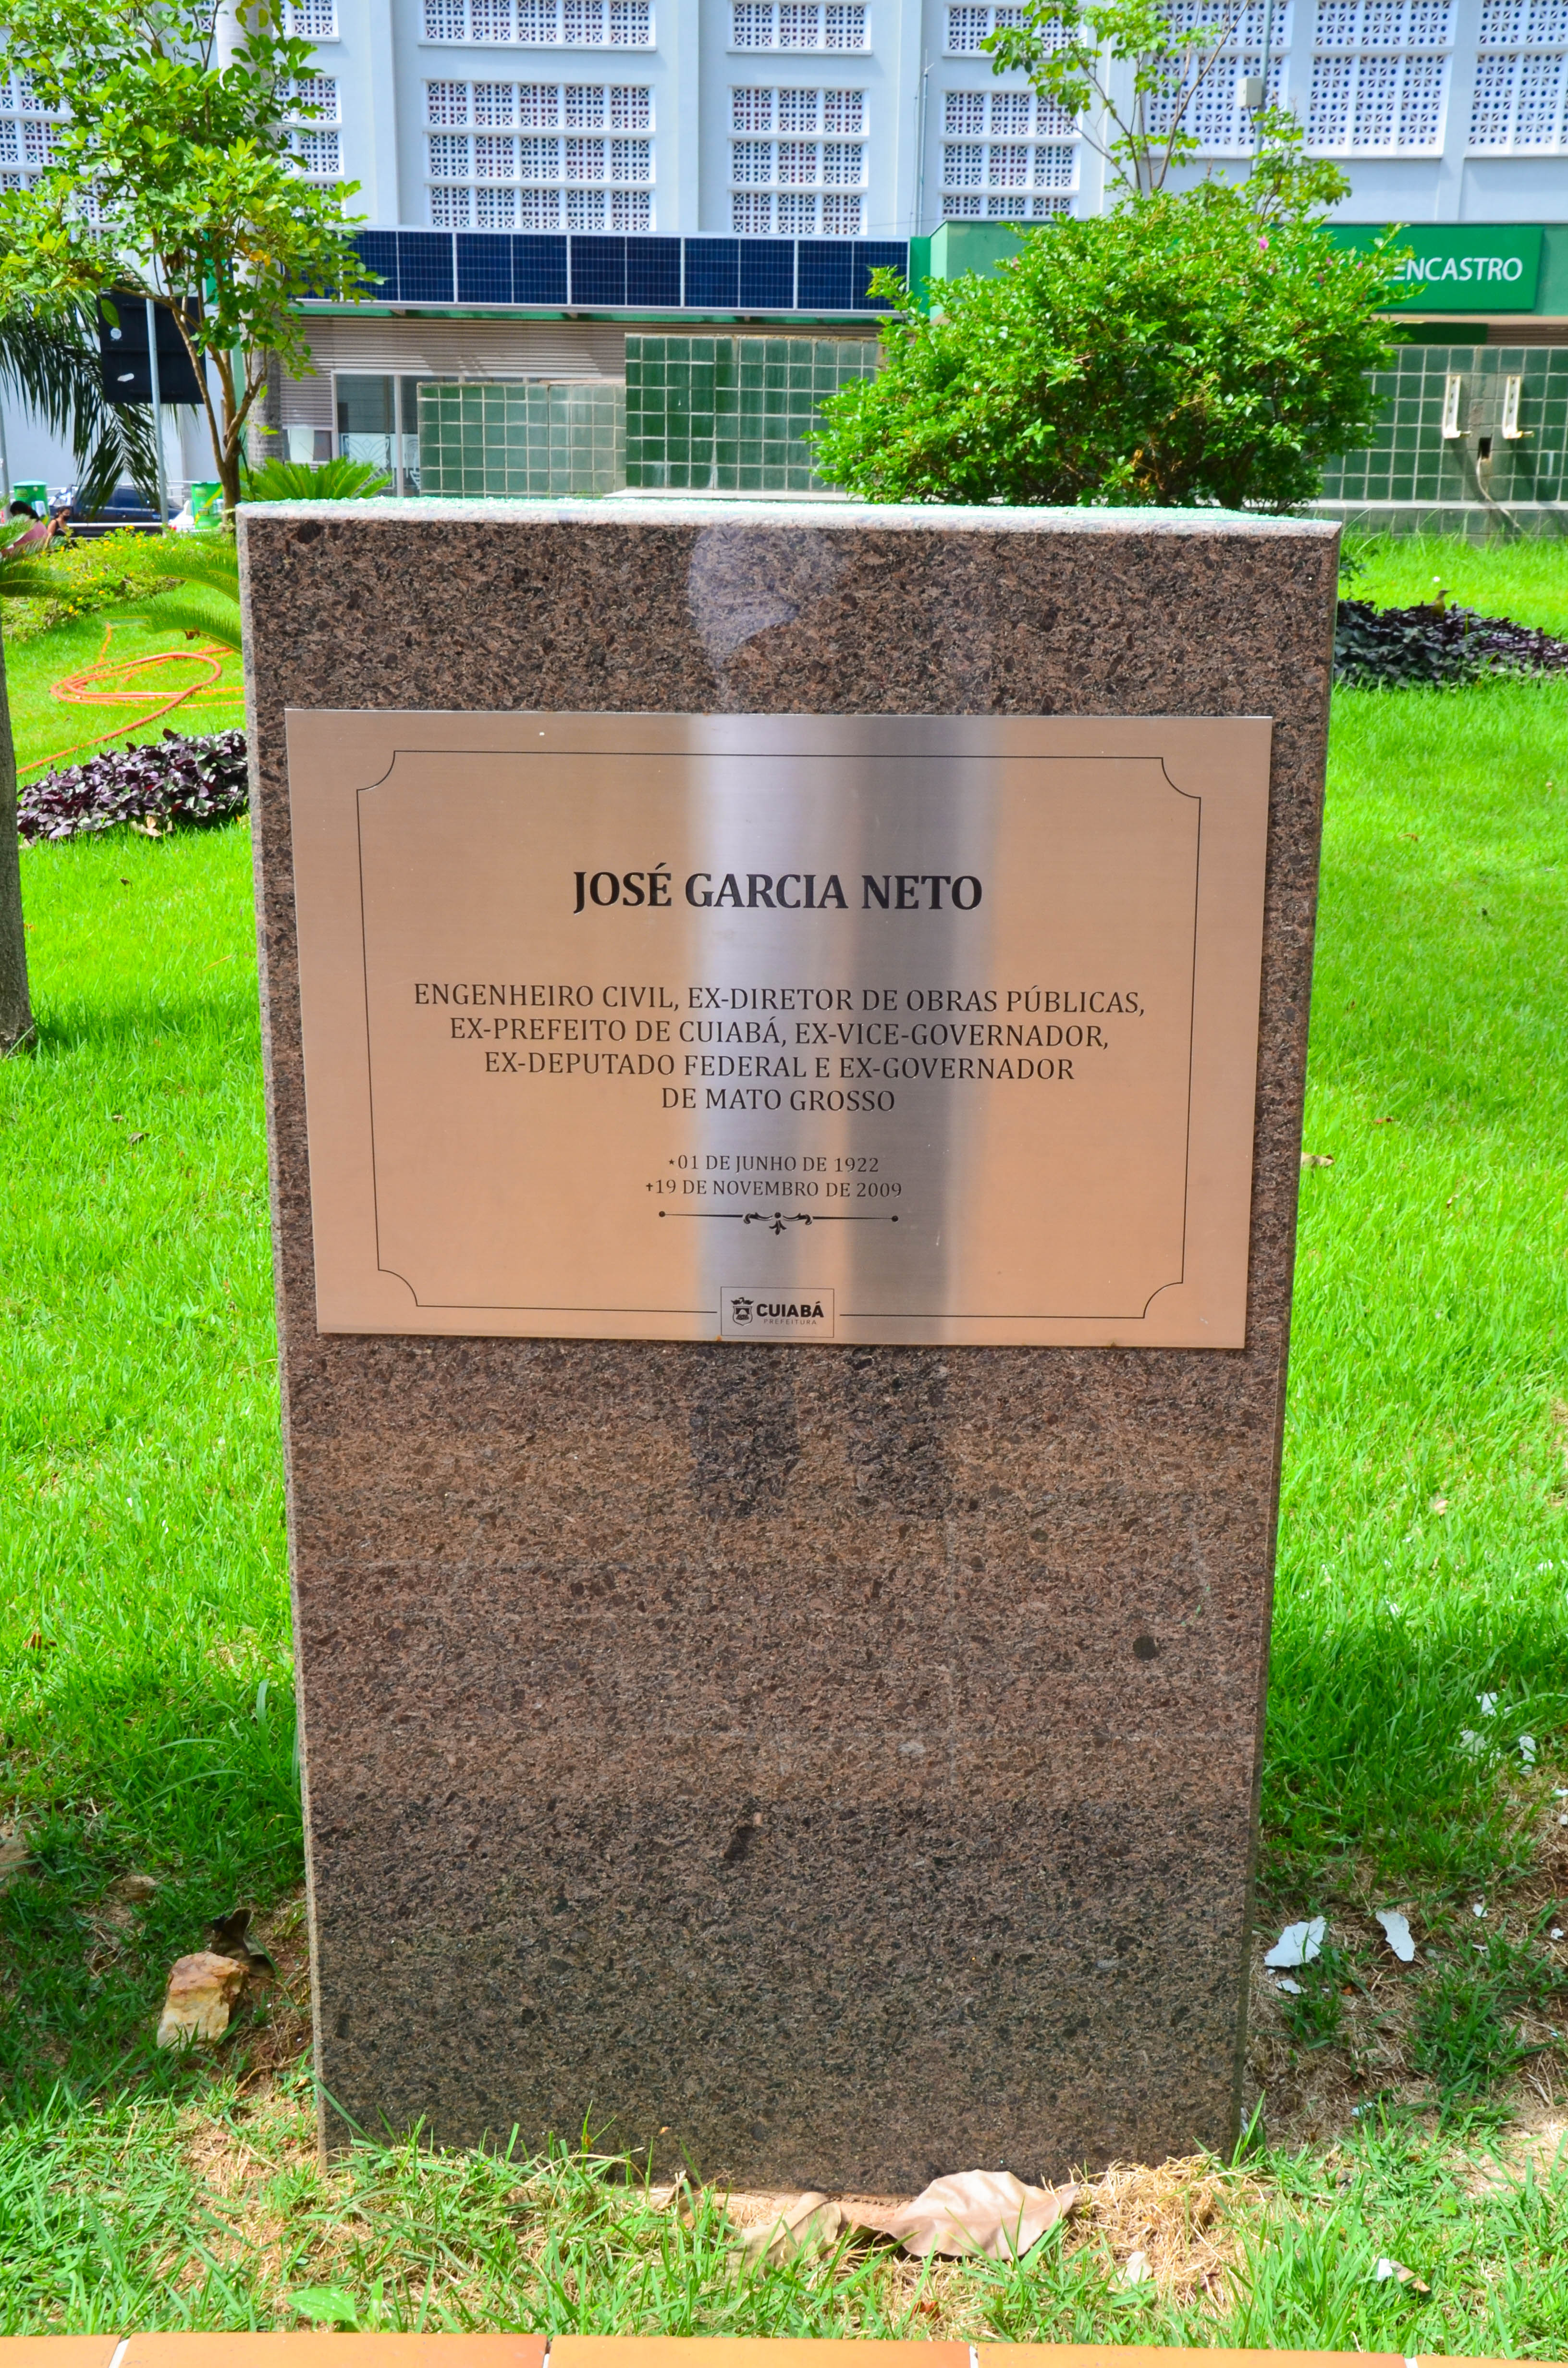 ENCASTRO
JOSÉ GARCIA NETO
ENGENHEIRO CIVIL, EX-DIRETOR DE OBRAS PÚBLICAS,
EX-PREFEITO DE CUIABÁ, EX-VICE-GOVERNADOR,
EX-DEPUTADO FEDERAL E EX-GOVERNADOR
DE MATO GROSSO
*01 DE JUNHO DE 1922
✝19 DE NOVEMBRO DE 2009
CUIABÁ
PREFEITURA